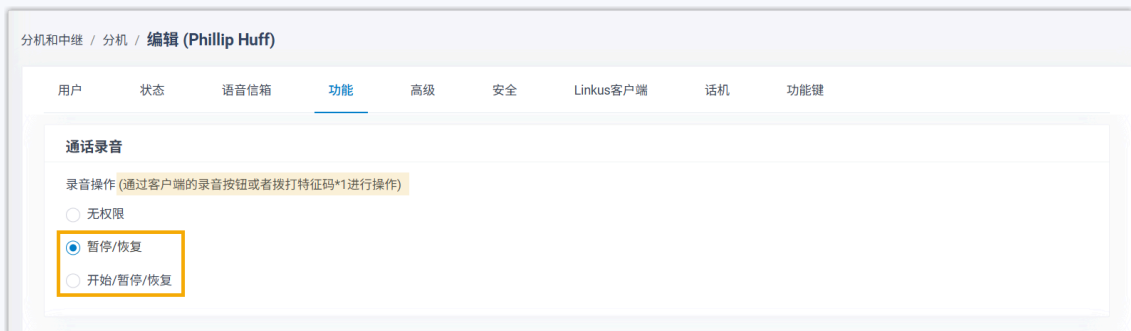 分机和中继 / 分机 / 编辑 (Phillip Huff)
用户 状态 语音信箱 功能 高级 安全 Linkus客户端 话机 功能键
通话录音
录音操作 (通过客户端的录音按钮或者拨打特征码*1进行操作)
无权限
暂停/恢复
开始/暂停/恢复